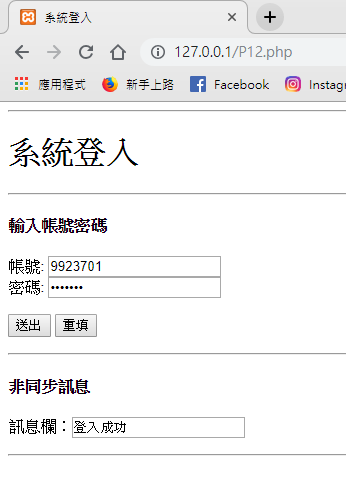 系統登入
127.0.0.1/P12.php
應用程式 新手上路 Facebook Instag
系統登入
輸入帳號密碼
帳號: 9923701
密碼: •••••••
送出 重填
非同步訊息
訊息欄：登入成功